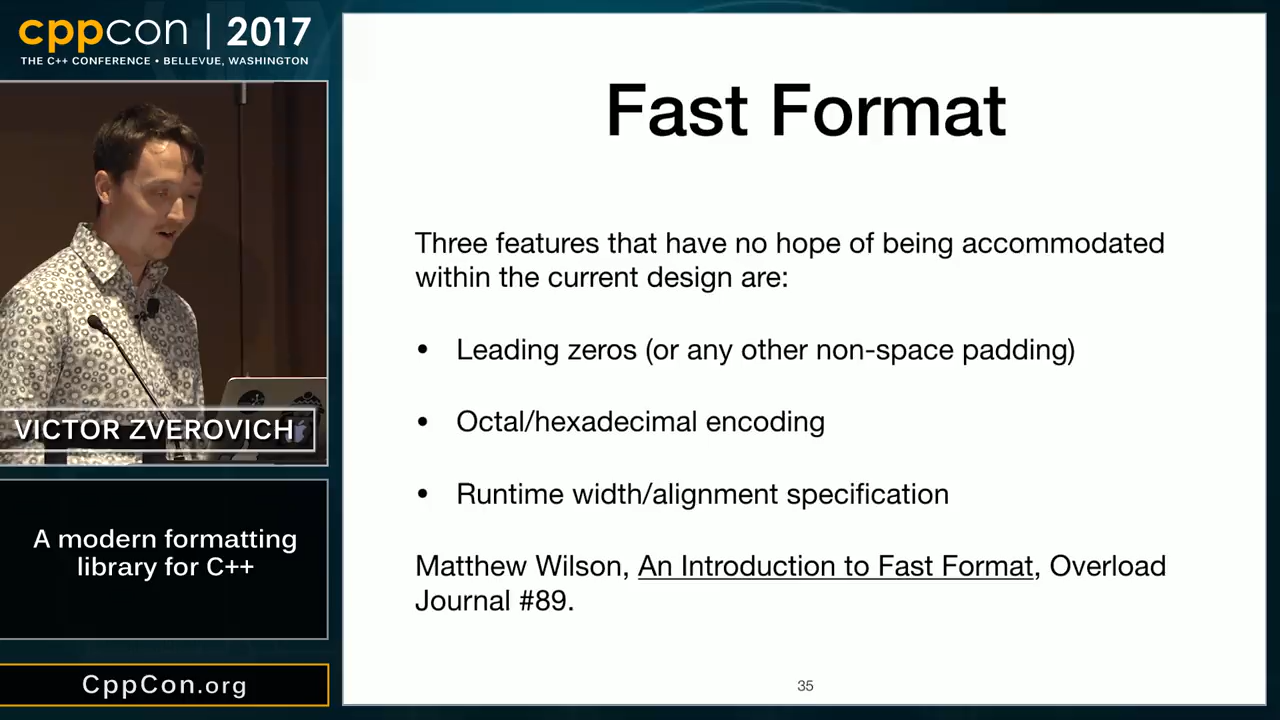 cppcon | 2017
THE C++ CONFERENCE • BELLEVUE, WASHINGTON
VICTOR ZVEROVICH
A modern formatting
library for C++
CppCon.org
Fast Format
Three features that have no hope of being accommodated
within the current design are:
• Leading zeros (or any other non-space padding)
• Octal/hexadecimal encoding
• Runtime width/alignment specification
Matthew Wilson, An Introduction to Fast Format, Overload
Journal #89.
35